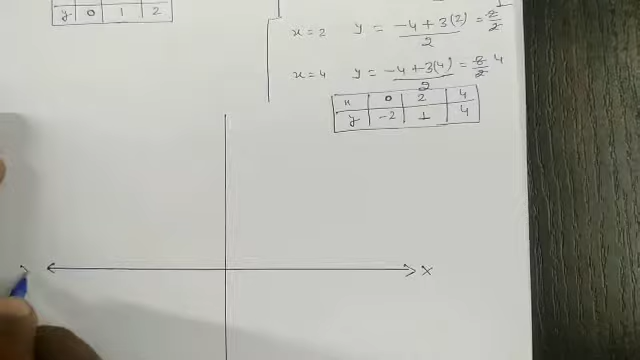 x = 2 y = -4 + 3(2) / 2 = 2/2 1
x = 4 y = -4 + 3(4) / 2 = 8/2 4
x 0 2 4
y -2 1 4
y 0 1 2
X